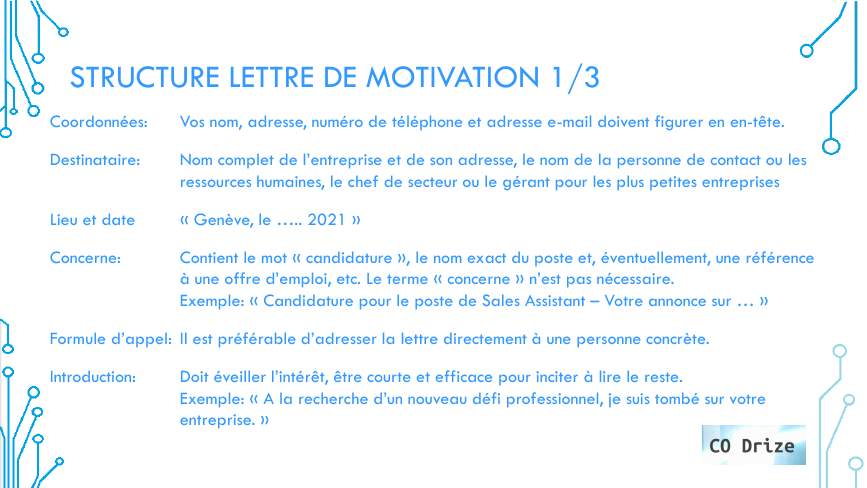 STRUCTURE LETTRE DE MOTIVATION 1/3
Coordonnées: Vos nom, adresse, numéro de téléphone et adresse e-mail doivent figurer en en-tête.
Destinataire: Nom complet de l'entreprise et de son adresse, le nom de la personne de contact ou les
ressources humaines, le chef de secteur ou le gérant pour les plus petites entreprises
Lieu et date « Genève, le ….. 2021 »
Concerne: Contient le mot « candidature », le nom exact du poste et, éventuellement, une référence
à une offre d'emploi, etc. Le terme « concerne » n'est pas nécessaire.
Exemple: « Candidature pour le poste de Sales Assistant – Votre annonce sur … »
Formule d'appel: Il est préférable d'adresser la lettre directement à une personne concrète.
Introduction: Doit éveiller l'intérêt, être courte et efficace pour inciter à lire le reste.
Exemple: « A la recherche d'un nouveau défi professionnel, je suis tombé sur votre
entreprise. »
CO Drize